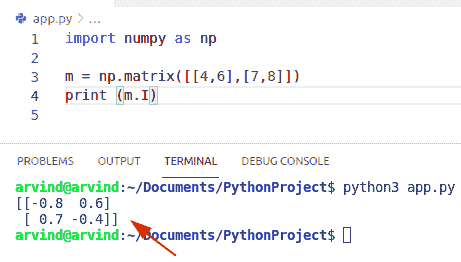 app.py > ...
1 import numpy as np
2
3 m = np.matrix([[4,6],[7,8]])
4 print (m.I)
5
PROBLEMS OUTPUT TERMINAL DEBUG CONSOLE
arvind@arvind:~/Documents/PythonProject$ python3 app.py
[[-0.8  0.6]
 [ 0.7 -0.4]]
arvind@arvind:~/Documents/PythonProject$